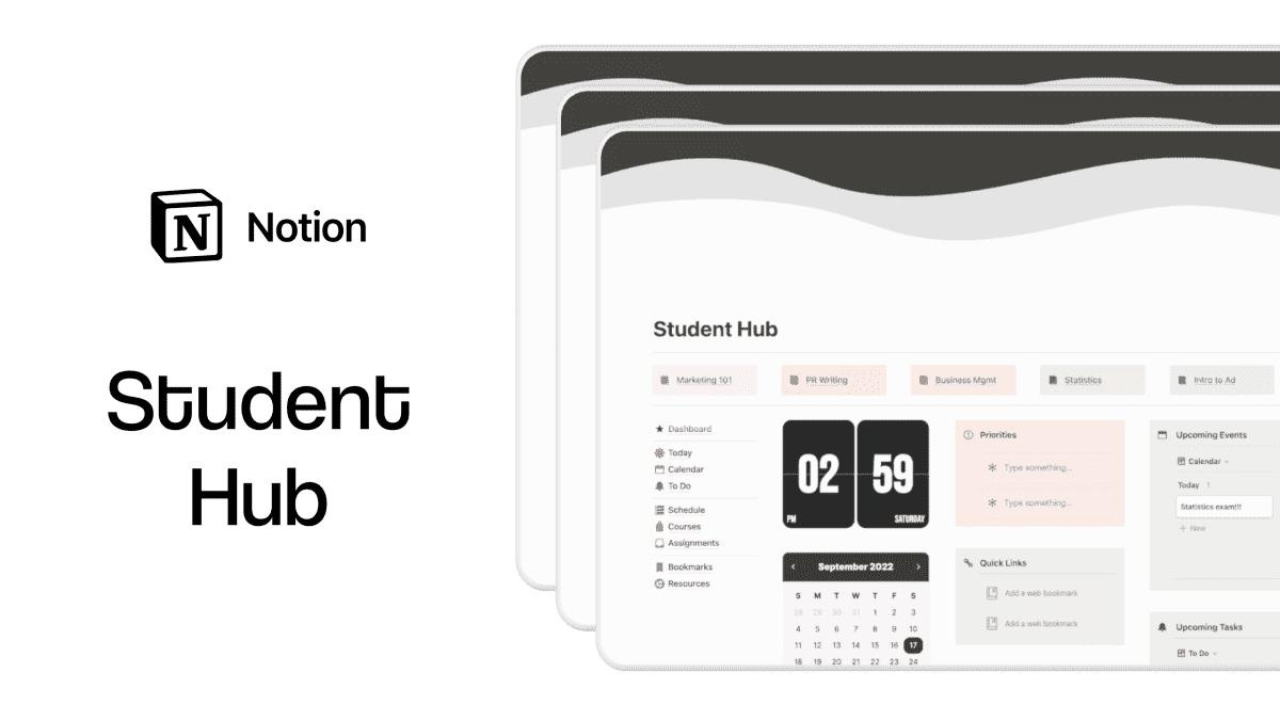 N Notion
Student
Hub
Student Hub
Marketing 101
PR Writing
Business Mgmt
Statistics
Intro to Ad
Dashboard
Today
Calendar
To Do
Schedule
Courses
Assignments
Bookmarks
Resources
02 59
PM SATURDAY
September 2022
S M T W T F S
28 29 30 31 1 2 3
4 5 6 7 8 9 10
11 12 13 14 15 16 17
18 19 20 21 22 23 24
Priorities
Type something...
Type something...
Quick Links
Add a web bookmark
Add a web bookmark
Upcoming Events
Calendar
Today 1
Statistics exam!!!
+ New
Upcoming Tasks
To Do